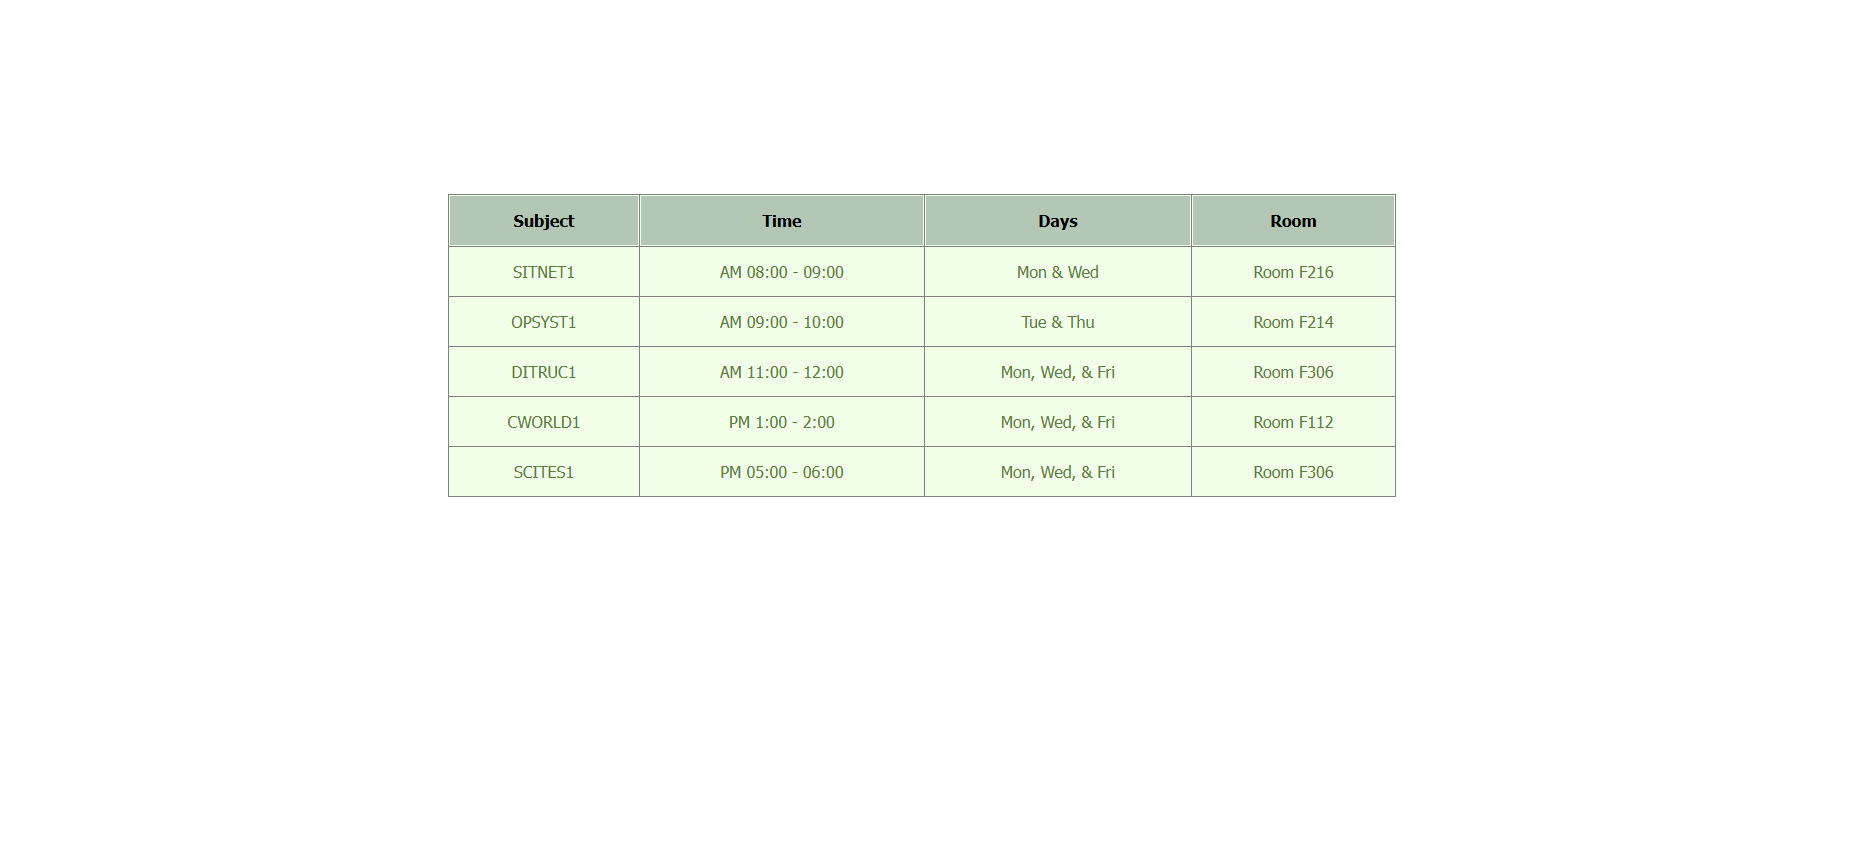 Subject Time Days Room
SITNET1 AM 08:00 - 09:00 Mon & Wed Room F216
OPSYST1 AM 09:00 - 10:00 Tue & Thu Room F214
DITRUC1 AM 11:00 - 12:00 Mon, Wed, & Fri Room F306
CWORLD1 PM 1:00 - 2:00 Mon, Wed, & Fri Room F112
SCITES1 PM 05:00 - 06:00 Mon, Wed, & Fri Room F306